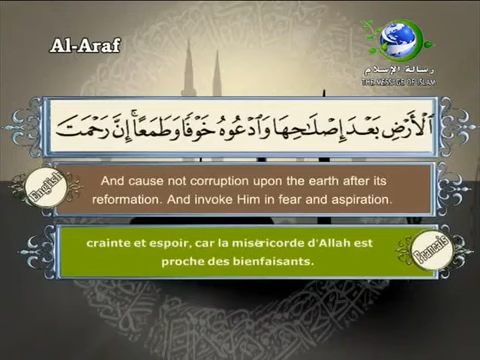 Al-Araf
رسالة الإسلام
THE MESSAGE OF ISLAM
ٱلْأَرْضِ بَعْدَ إِصْلَٰحِهَا وَٱدْعُوهُ خَوْفًا وَطَمَعًا ۚ إِنَّ رَحْمَتَ
English
And cause not corruption upon the earth after its
reformation. And invoke Him in fear and aspiration.
crainte et espoir, car la miséricorde d'Allah est
proche des bienfaisants.
Francais